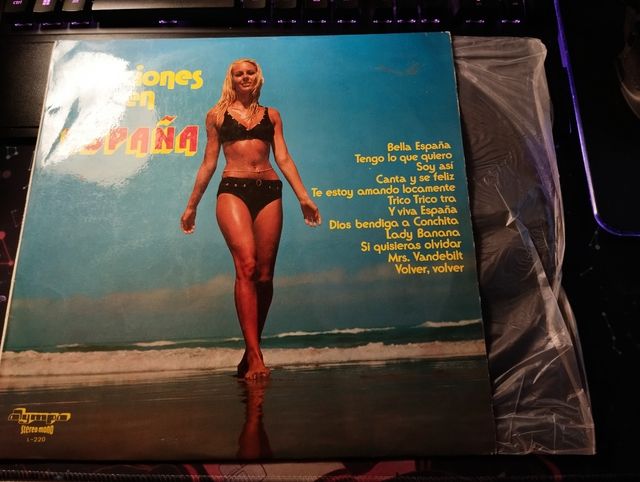 en
ESPAÑA
Bella España
Tengo lo que quiero
Soy así
Canta y se feliz
Te estoy amando locamente
Trico Trico tra
Y viva España
Dios bendiga a Conchita
Lady Banana
Si quisieras olvidar
Mrs. Vandebilt
Volver, volver
olympo
Stereo-mono
L-220